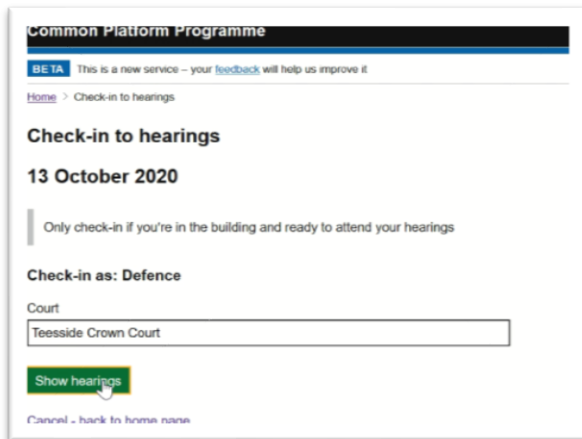 Common Platform Programme
BETA This is a new service – your feedback will help us improve it
Home > Check-in to hearings
Check-in to hearings
13 October 2020
Only check-in if you're in the building and ready to attend your hearings
Check-in as: Defence
Court
Teesside Crown Court
Show hearings
Cancel - back to home page